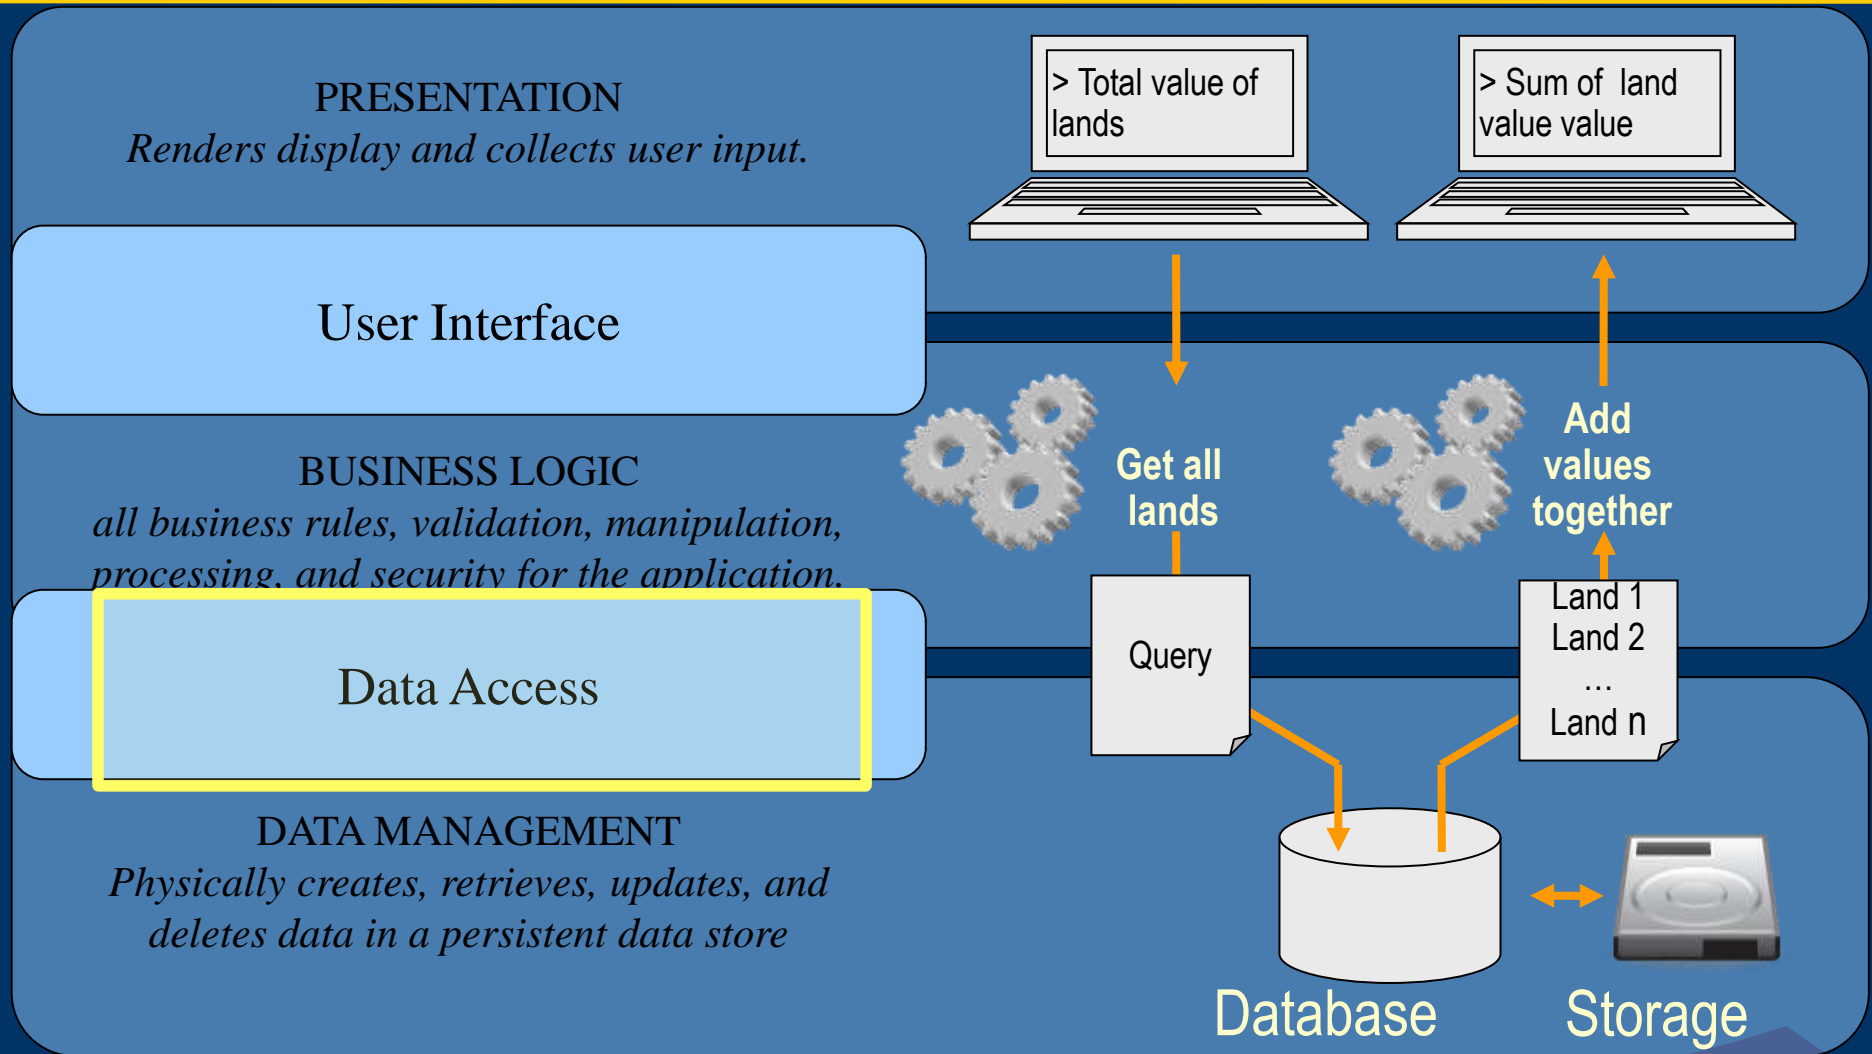 PRESENTATION
Renders display and collects user input.
User Interface
BUSINESS LOGIC
all business rules, validation, manipulation,
processing, and security for the application.
Data Access
DATA MANAGEMENT
Physically creates, retrieves, updates, and
deletes data in a persistent data store
> Total value of
lands
> Sum of land
value value
Get all
lands
Add
values
together
Query
Land 1
Land 2
…
Land n
Database
Storage